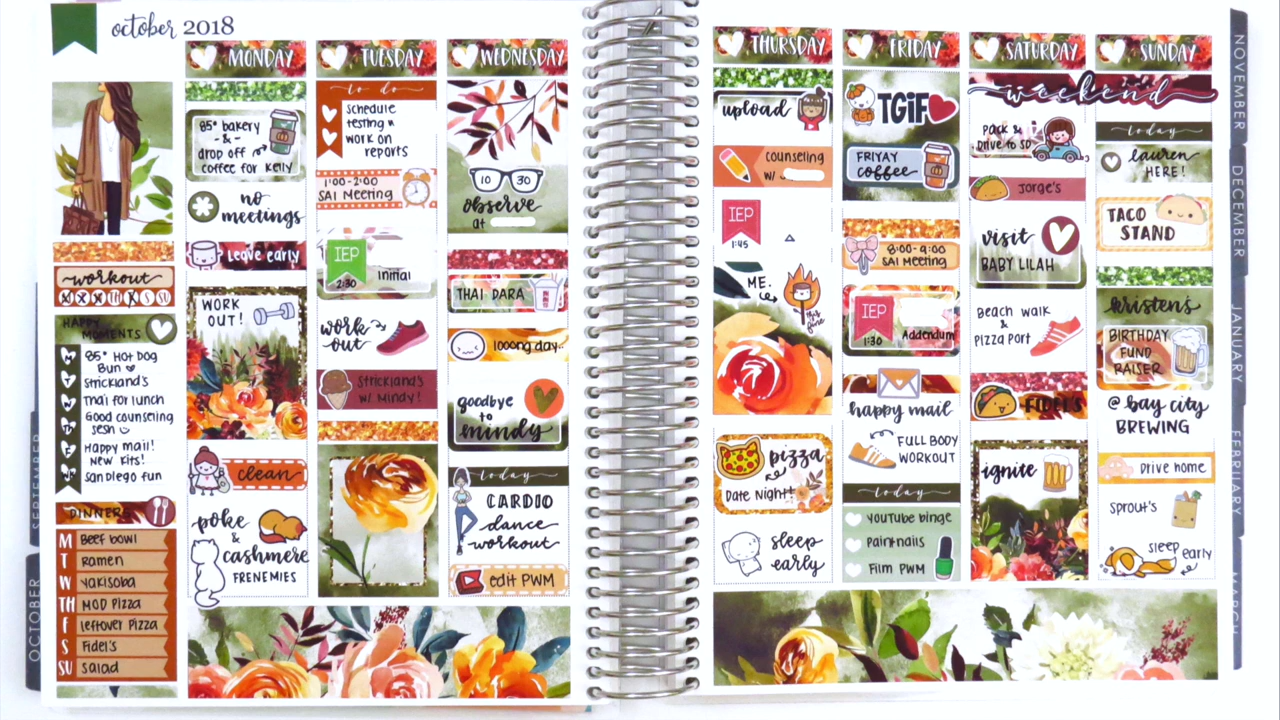 october 2018
workout
M T W TH F S SU
HAPPY
MOMENTS
85° Hot Dog
Bun
Strickland's
Thai for lunch
Good counseling
sesh
Happy mail!
New Kits!
San Diego fun
DINNERS
M Beef bowl
T Ramen
W yakisoba
TH MOD Pizza
F leftover Pizza
S Fidel's
SU salad
MONDAY
85° bakery
-&-
drop off
coffee for Kelly
no
meetings
Leave early
WORK
OUT!
clean
poke
&
cashmere
FRENEMIES
TUESDAY
to do
schedule
testing
work on
reports
1:00-2:00
SAI Meeting
IEP
2:30
Initial
work
out
Strickland's
w/ Mindy!
WEDNESDAY
10 30
observe
at
THAI DARA
looong day..
goodbye
to
mindy
today
CARDIO
dance
workout
edit PWM
THURSDAY
upload
counseling
w/
IEP
1:45
ME.
this is
fine
pizza
Date Night!
sleep
early
FRIDAY
TGIF
FRIYAY
coffee
8:00-9:00
SAI Meeting
IEP
1:30
Addendum
happy mail
FULL BODY
WORKOUT
today
YouTube binge
Paint nails
Film PWM
SATURDAY
weekend
Pack &
Drive to SD
Jorge's
visit
BABY LILAH
Beach walk
&
Pizza Port
FIDEL'S
ignite
SUNDAY
today
lauren
HERE!
TACO
STAND
kristen's
BIRTHDAY
FUND
RAISER
@ bay city
BREWING
Drive home
sprout's
sleep early
SEPTEMBER
OCTOBER
NOVEMBER
DECEMBER
JANUARY
FEBRUARY
MARCH